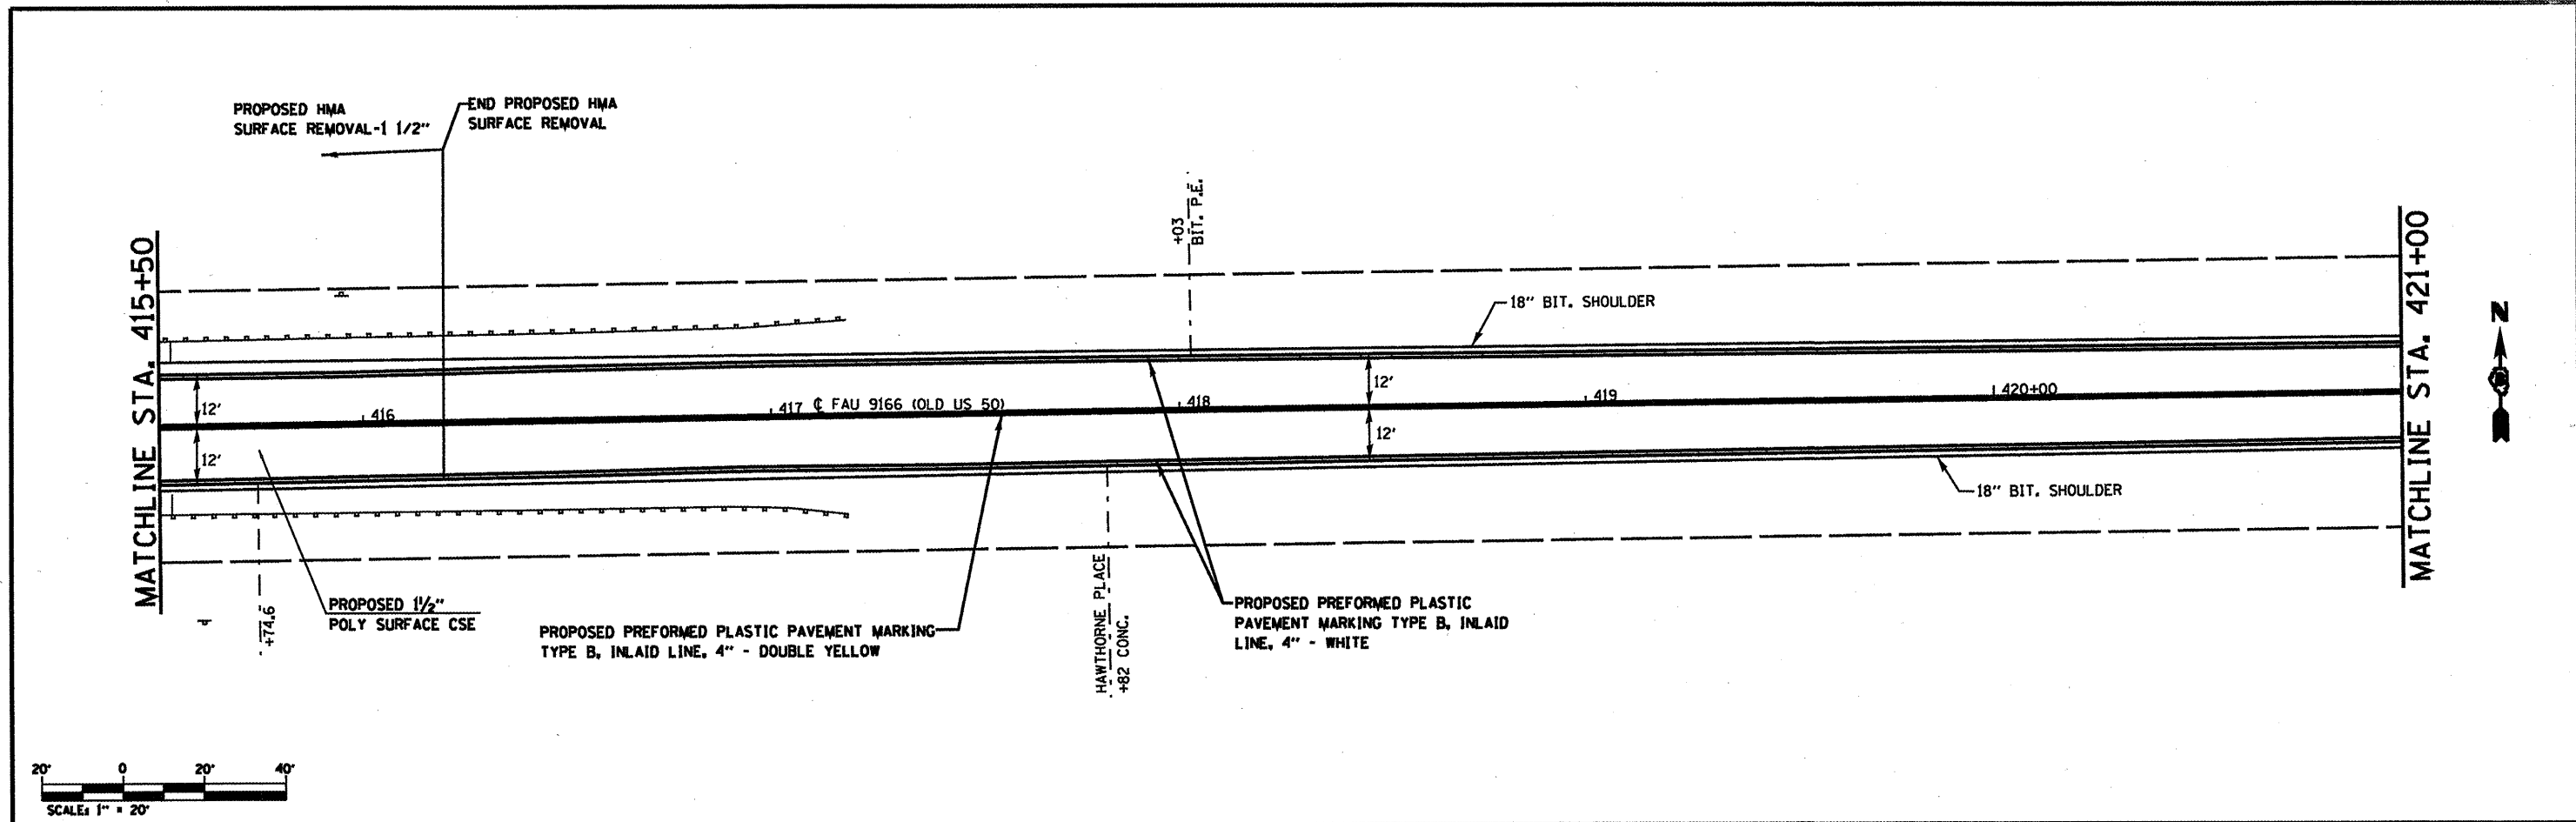 PROPOSED HMA
SURFACE REMOVAL-1 1/2"
END PROPOSED HMA
SURFACE REMOVAL
+03
BIT. P.E.
MATCHLINE STA. 415+50
MATCHLINE STA. 421+00
N
18" BIT. SHOULDER
12'
12'
12'
12'
416
417
℄ FAU 9166 (OLD US 50)
418
419
420+00
18" BIT. SHOULDER
+74.6
PROPOSED 1½"
POLY SURFACE CSE
PROPOSED PREFORMED PLASTIC PAVEMENT MARKING
TYPE B, INLAID LINE, 4" - DOUBLE YELLOW
HAWTHORNE PLACE
+82 CONC.
PROPOSED PREFORMED PLASTIC
PAVEMENT MARKING TYPE B, INLAID
LINE, 4" - WHITE
20' 0 20' 40'
SCALE: 1" = 20'